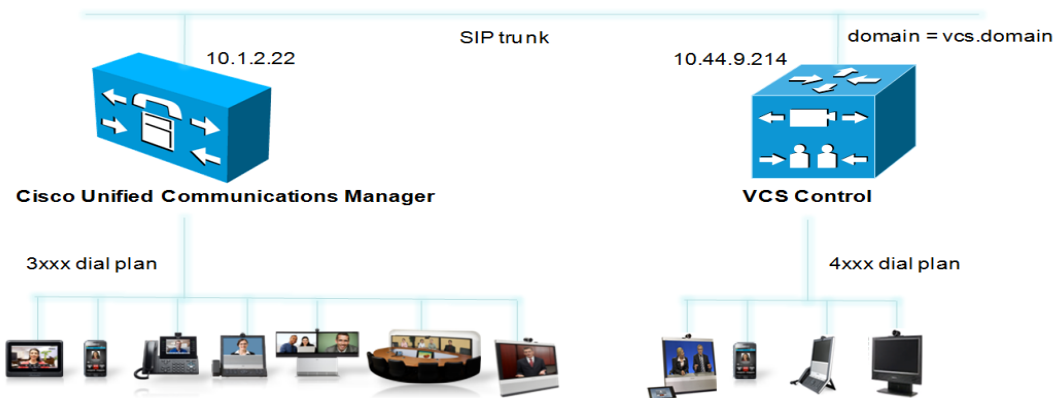 SIP trunk
domain = vcs.domain
10.1.2.22
10.44.9.214
Cisco Unified Communications Manager
VCS Control
3xxx dial plan
4xxx dial plan